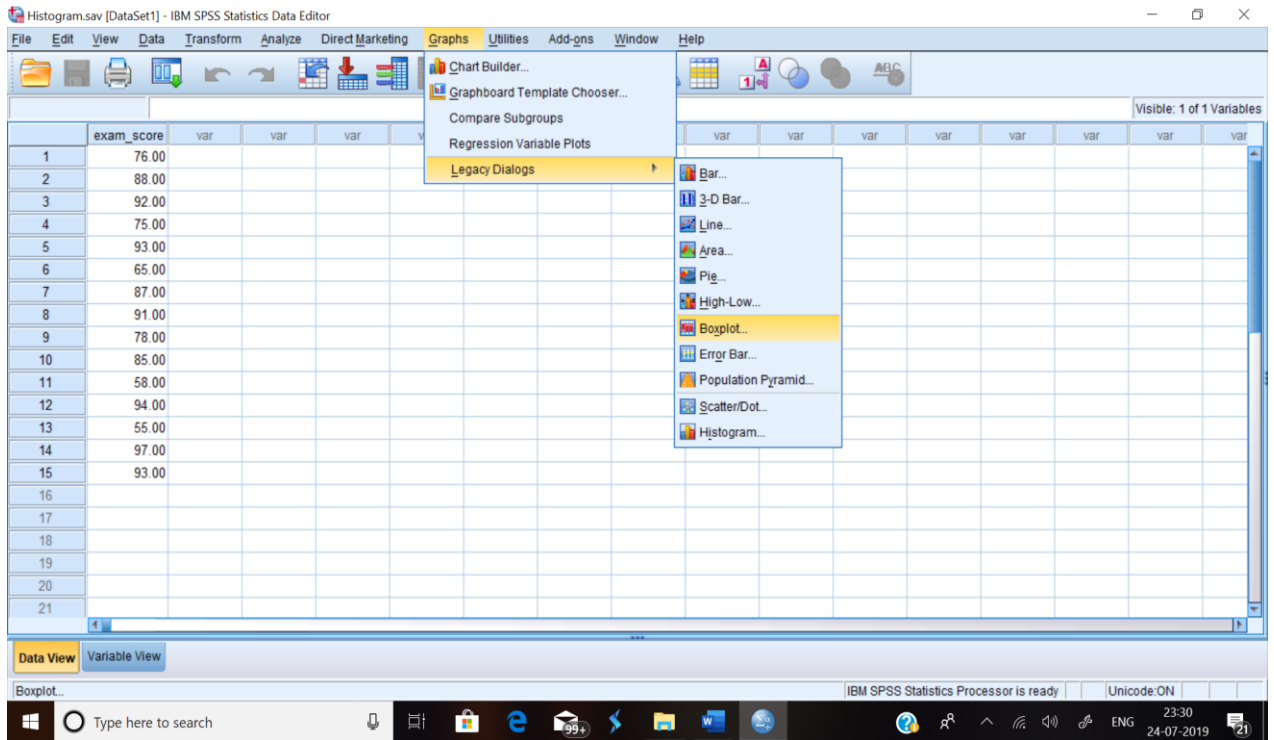 Histogram.sav [DataSet1] - IBM SPSS Statistics Data Editor
File Edit View Data Transform Analyze Direct Marketing Graphs Utilities Add-ons Window Help
Chart Builder...
Graphboard Template Chooser...
Compare Subgroups
Regression Variable Plots
Legacy Dialogs
Bar...
3-D Bar...
Line...
Area...
Pie...
High-Low...
Boxplot...
Error Bar...
Population Pyramid...
Scatter/Dot...
Histogram...
1 A
ABC
Visible: 1 of 1 Variables
exam_score var var var v var var var var var var var var
1 76.00
2 88.00
3 92.00
4 75.00
5 93.00
6 65.00
7 87.00
8 91.00
9 78.00
10 85.00
11 58.00
12 94.00
13 55.00
14 97.00
15 93.00
16
17
18
19
20
21
Data View Variable View
Boxplot... IBM SPSS Statistics Processor is ready Unicode:ON
Type here to search 99+ W ENG 23:30
24-07-2019 21